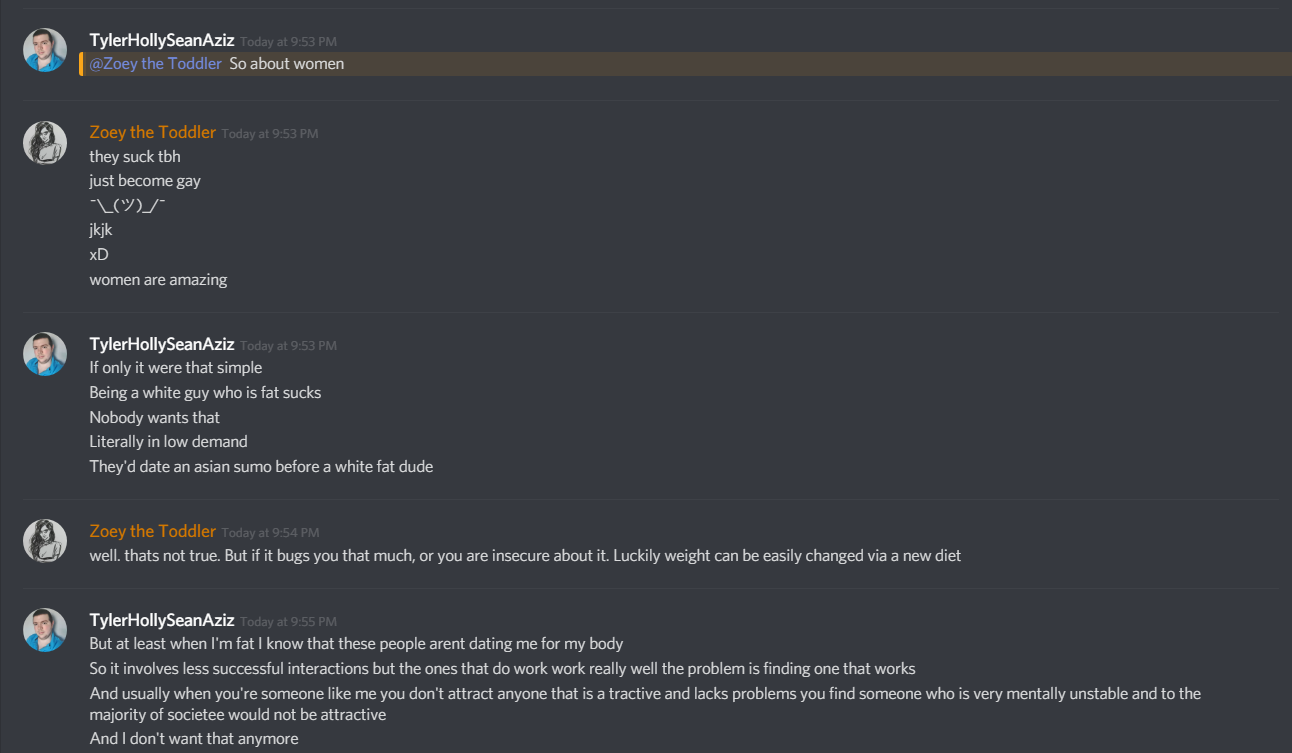 TylerHollySeanAziz Today at 9:53 PM
@Zoey the Toddler So about women
Zoey the Toddler Today at 9:53 PM
they suck tbh
just become gay
¯\_(ツ)_/¯
jkjk
xD
women are amazing
TylerHollySeanAziz Today at 9:53 PM
If only it were that simple
Being a white guy who is fat sucks
Nobody wants that
Literally in low demand
They'd date an asian sumo before a white fat dude
Zoey the Toddler Today at 9:54 PM
well. thats not true. But if it bugs you that much, or you are insecure about it. Luckily weight can be easily changed via a new diet
TylerHollySeanAziz Today at 9:55 PM
But at least when I'm fat I know that these people arent dating me for my body
So it involves less successful interactions but the ones that do work work really well the problem is finding one that works
And usually when you're someone like me you don't attract anyone that is a tractive and lacks problems you find someone who is very mentally unstable and to the
majority of societee would not be attractive
And I don't want that anymore